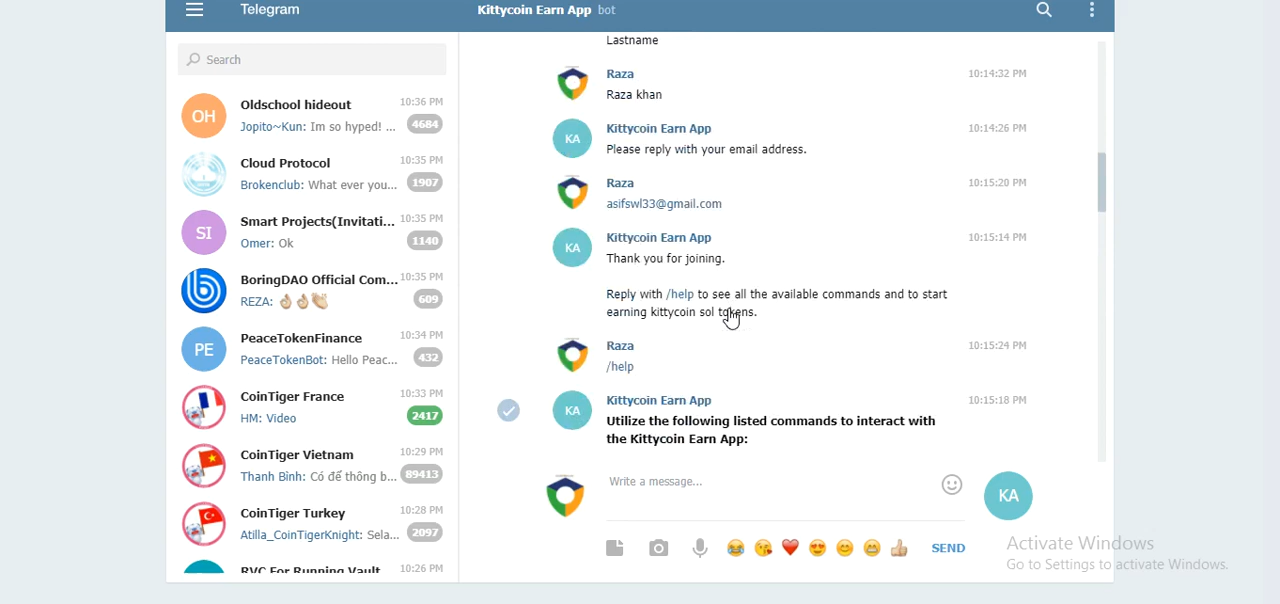 Telegram
Kittycoin Earn App bot
Search
OH
Oldschool hideout 10:36 PM
Jopito~Kun: Im so hyped! ... 4684
Cloud Protocol 10:35 PM
Brokenclub: What ever you... 1907
SI
Smart Projects(Invitati... 10:35 PM
Omer: Ok 1140
BoringDAO Official Com... 10:35 PM
REZA: 👌🏼👌🏼👏🏼 609
PE
PeaceTokenFinance 10:34 PM
PeaceTokenBot: Hello Peac... 432
CoinTiger France 10:33 PM
HM: Video 2417
CoinTiger Vietnam 10:29 PM
Thanh Bình: Có để thông b... 89413
CoinTiger Turkey 10:28 PM
Atilla_CoinTigerKnight: Sela... 2097
RVC For Running Vault 10:26 PM
Lastname
Raza 10:14:32 PM
Raza khan
KA
Kittycoin Earn App 10:14:26 PM
Please reply with your email address.
Raza 10:15:20 PM
asifswl33@gmail.com
KA
Kittycoin Earn App 10:15:14 PM
Thank you for joining.
Reply with /help to see all the available commands and to start
earning kittycoin sol tokens.
Raza 10:15:24 PM
/help
KA
Kittycoin Earn App 10:15:18 PM
Utilize the following listed commands to interact with
the Kittycoin Earn App:
Write a message...
KA
SEND
Activate Windows
Go to Settings to activate Windows.